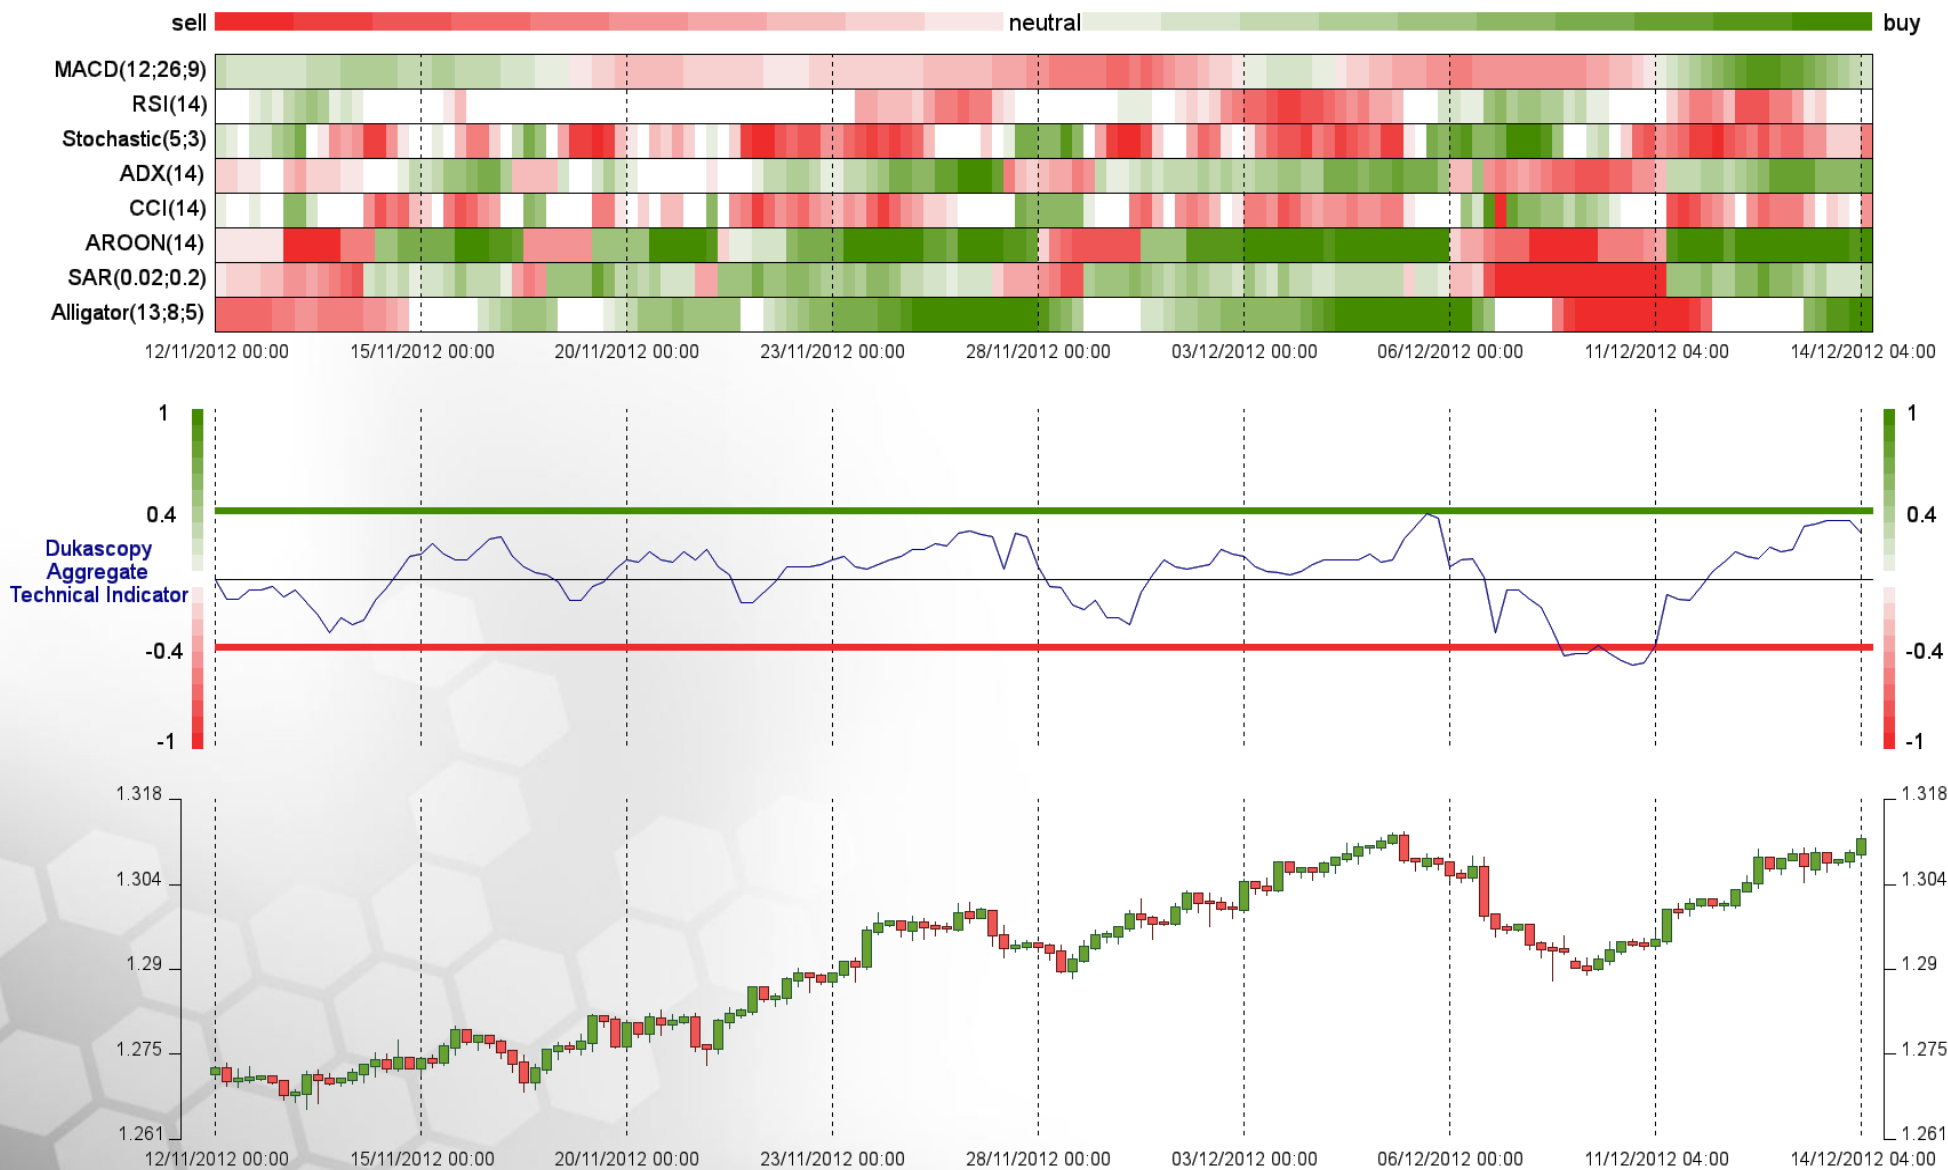 sell neutral buy
MACD(12;26;9)
RSI(14)
Stochastic(5;3)
ADX(14)
CCI(14)
AROON(14)
SAR(0.02;0.2)
Alligator(13;8;5)
12/11/2012 00:00 15/11/2012 00:00 20/11/2012 00:00 23/11/2012 00:00 28/11/2012 00:00 03/12/2012 00:00 06/12/2012 00:00 11/12/2012 04:00 14/12/2012 04:00
1 1
0.4 0.4
Dukascopy
Aggregate
Technical Indicator
-0.4 -0.4
-1 -1
1.318 1.318
1.304 1.304
1.29 1.29
1.275 1.275
1.261 1.261
12/11/2012 00:00 15/11/2012 00:00 20/11/2012 00:00 23/11/2012 00:00 28/11/2012 00:00 03/12/2012 00:00 06/12/2012 00:00 11/12/2012 04:00 14/12/2012 04:00